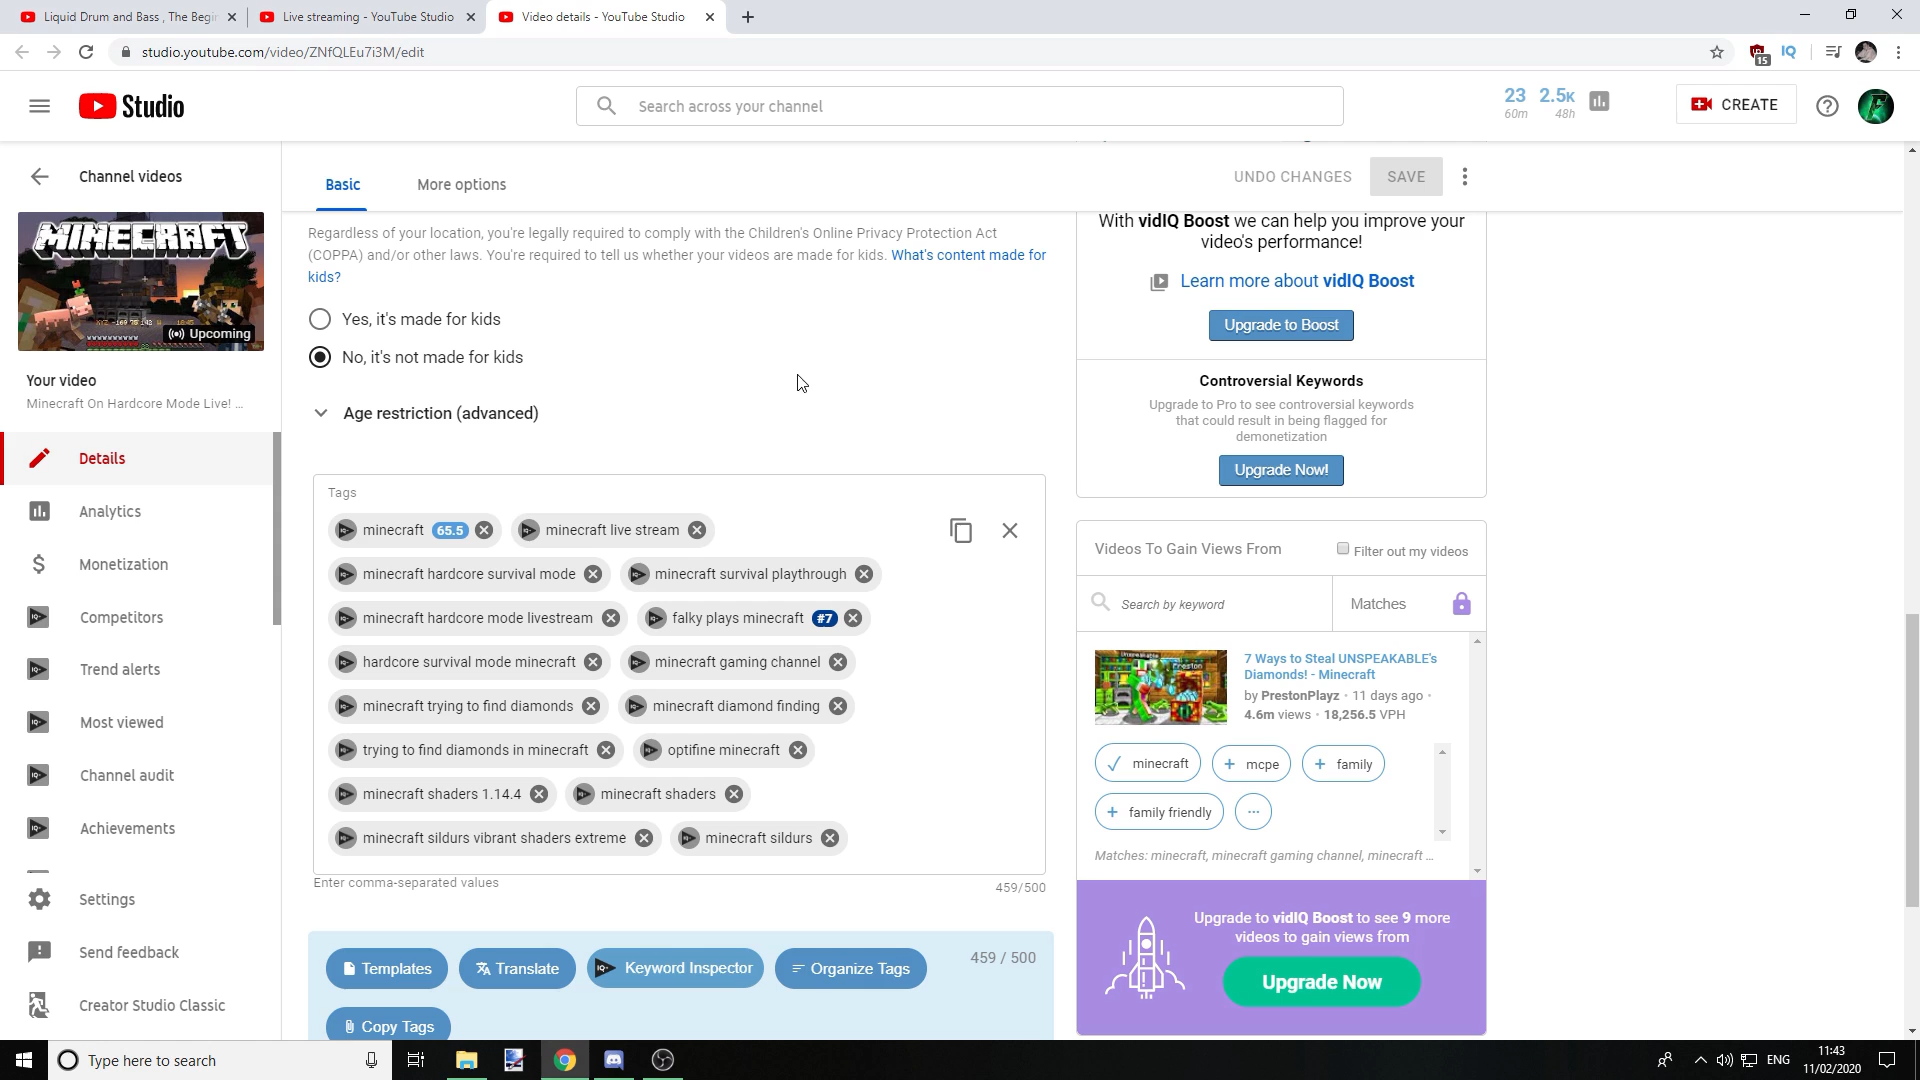 Liquid Drum and Bass , The Begin
Live streaming - YouTube Studio
Video details - YouTube Studio
studio.youtube.com/video/ZNfQLEu7i3M/edit
15
IQ
Studio
Search across your channel
23 2.5K
60m 48h
CREATE
Channel videos
Basic
More options
UNDO CHANGES
SAVE
MINECRAFT
Upcoming
Your video
Minecraft On Hardcore Mode Live! ...
Details
Analytics
Monetization
Competitors
Trend alerts
Most viewed
Channel audit
Achievements
Settings
Send feedback
Creator Studio Classic
Regardless of your location, you're legally required to comply with the Children's Online Privacy Protection Act
(COPPA) and/or other laws. You're required to tell us whether your videos are made for kids. What's content made for
kids?
Yes, it's made for kids
No, it's not made for kids
Age restriction (advanced)
Tags
minecraft 65.5 minecraft live stream
minecraft hardcore survival mode minecraft survival playthrough
minecraft hardcore mode livestream falky plays minecraft #7
hardcore survival mode minecraft minecraft gaming channel
minecraft trying to find diamonds minecraft diamond finding
trying to find diamonds in minecraft optifine minecraft
minecraft shaders 1.14.4 minecraft shaders
minecraft sildurs vibrant shaders extreme minecraft sildurs
Enter comma-separated values
459/500
Templates
Translate
Keyword Inspector
Organize Tags
459 / 500
Copy Tags
With vidIQ Boost we can help you improve your
video's performance!
Learn more about vidIQ Boost
Upgrade to Boost
Controversial Keywords
Upgrade to Pro to see controversial keywords
that could result in being flagged for
demonetization
Upgrade Now!
Videos To Gain Views From
Filter out my videos
Search by keyword
Matches
7 Ways to Steal UNSPEAKABLE's
Diamonds! - Minecraft
by PrestonPlayz · 11 days ago ·
4.6m views · 18,256.5 VPH
minecraft
+ mcpe
+ family
+ family friendly
...
Matches: minecraft, minecraft gaming channel, minecraft ...
Upgrade to vidIQ Boost to see 9 more
videos to gain views from
Upgrade Now
Type here to search
ENG
11:43
11/02/2020